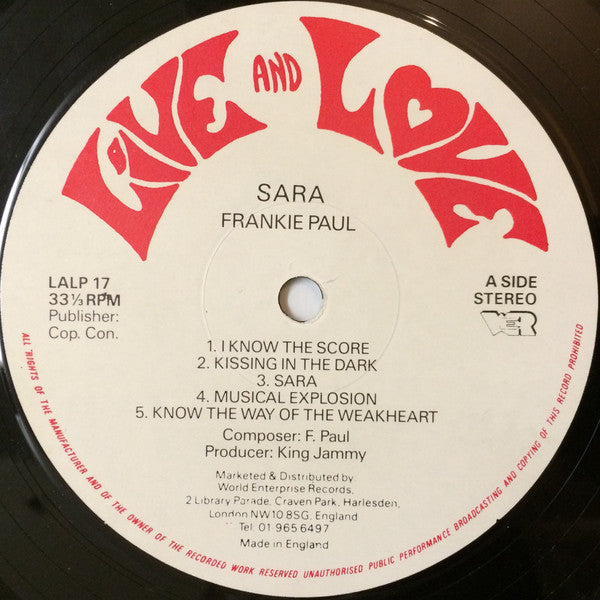 LIVE AND LOVE
SARA
FRANKIE PAUL
LALP 17
33⅓ RPM
Publisher:
Cop. Con.
A SIDE
STEREO
WER
1. I KNOW THE SCORE
2. KISSING IN THE DARK
3. SARA
4. MUSICAL EXPLOSION
5. KNOW THE WAY OF THE WEAKHEART
Composer: F. Paul
Producer: King Jammy
Marketed & Distributed by
World Enterprise Records,
2 Library Parade, Craven Park, Harlesden,
London NW10 8SG, England
Tel: 01 965 6497
Made in England
ALL RIGHTS OF THE MANUFACTURER AND OF THE OWNER OF THE RECORDED WORK RESERVED UNAUTHORISED PUBLIC PERFORMANCE BROADCASTING AND COPYING OF THIS RECORD PROHIBITED